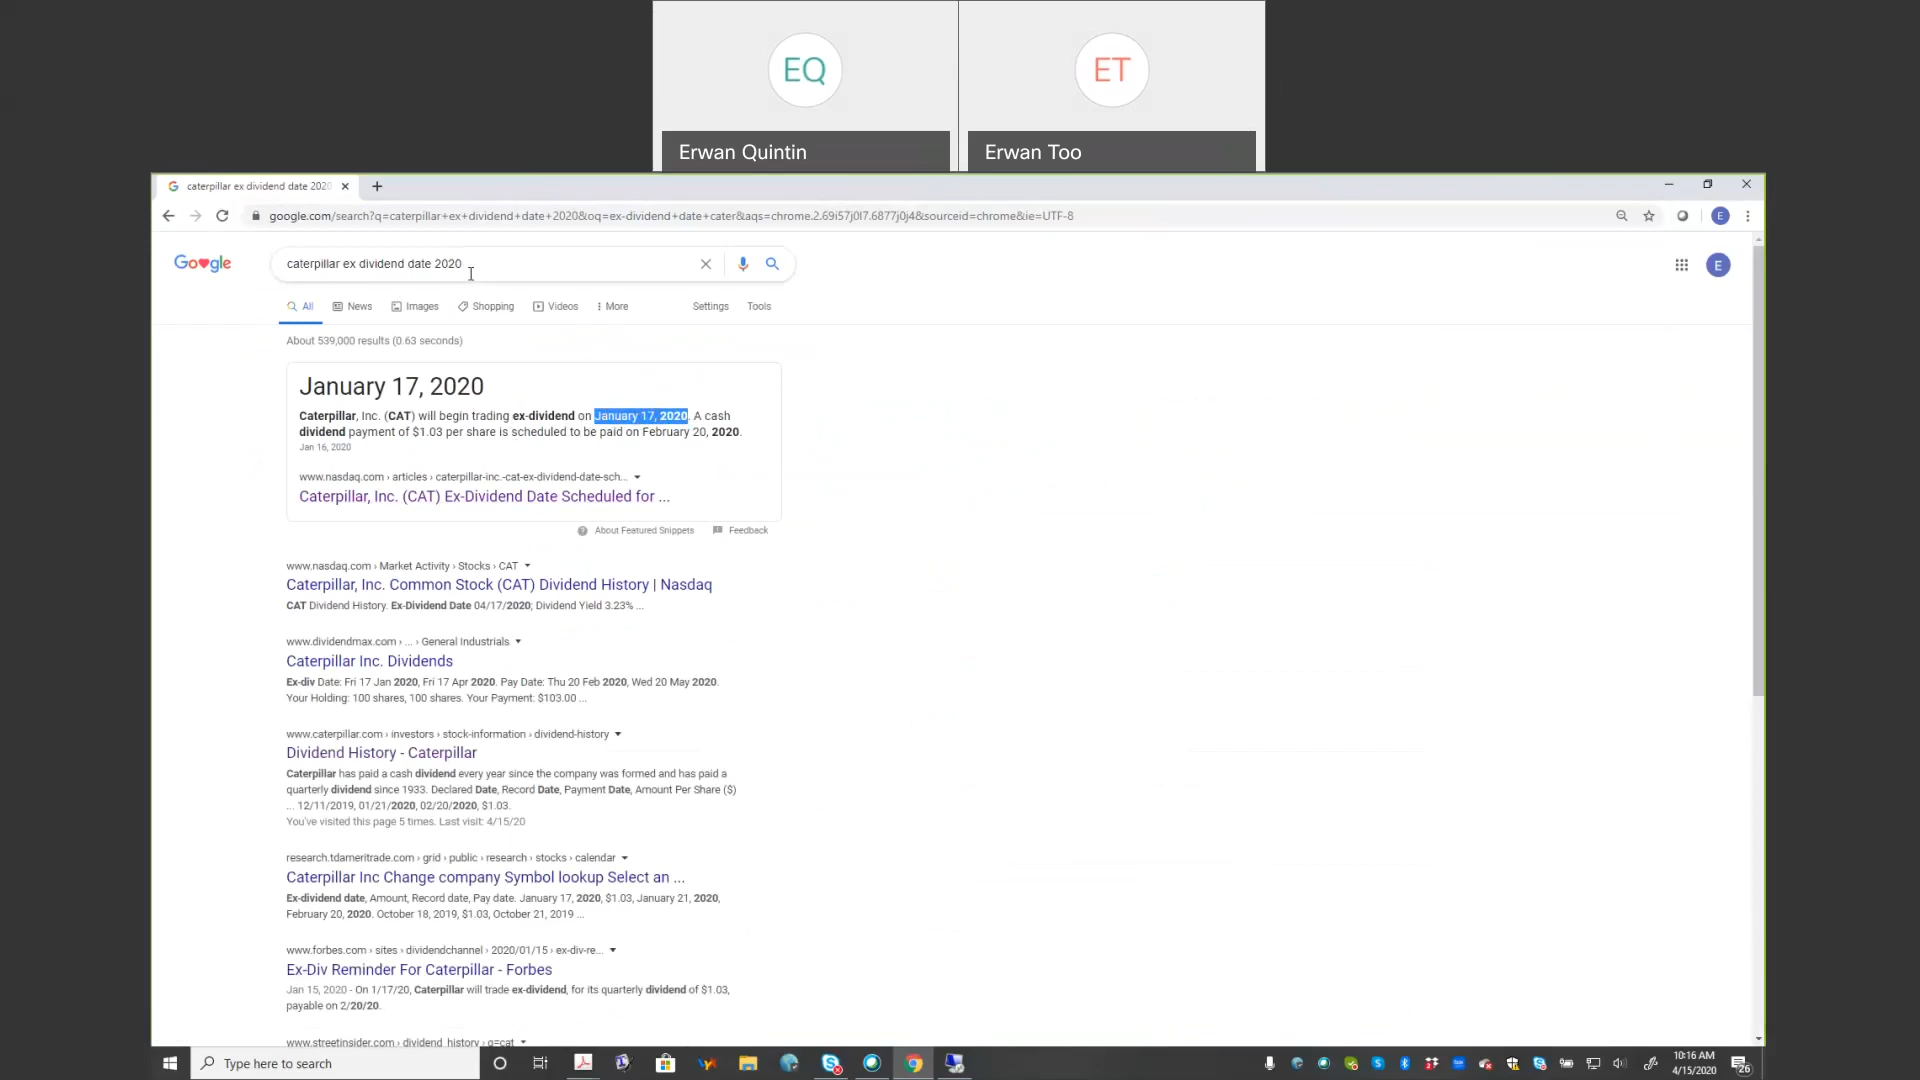 EQ
ET
Erwan Quintin
Erwan Too
caterpillar ex dividend date 2020
google.com/search?q=caterpillar+ex+dividend+date+2020&oq=ex-dividend+date+cater&aqs=chrome.2.69i57j0l7.6877j0j4&sourceid=chrome&ie=UTF-8
E
Google
caterpillar ex dividend date 2020
E
All
News
Images
Shopping
Videos
More
Settings
Tools
About 539,000 results (0.63 seconds)
January 17, 2020
Caterpillar, Inc. (CAT) will begin trading ex-dividend on January 17, 2020. A cash
dividend payment of $1.03 per share is scheduled to be paid on February 20, 2020.
Jan 16, 2020
www.nasdaq.com › articles › caterpillar-inc.-cat-ex-dividend-date-sch...
Caterpillar, Inc. (CAT) Ex-Dividend Date Scheduled for ...
About Featured Snippets
Feedback
www.nasdaq.com › Market Activity › Stocks › CAT
Caterpillar, Inc. Common Stock (CAT) Dividend History | Nasdaq
CAT Dividend History. Ex-Dividend Date 04/17/2020; Dividend Yield 3.23% ...
www.dividendmax.com › ... › General Industrials
Caterpillar Inc. Dividends
Ex-div Date: Fri 17 Jan 2020, Fri 17 Apr 2020. Pay Date: Thu 20 Feb 2020, Wed 20 May 2020.
Your Holding: 100 shares, 100 shares. Your Payment: $103.00 ...
www.caterpillar.com › investors › stock-information › dividend-history
Dividend History - Caterpillar
Caterpillar has paid a cash dividend every year since the company was formed and has paid a
quarterly dividend since 1933. Declared Date, Record Date, Payment Date, Amount Per Share ($)
... 12/11/2019, 01/21/2020, 02/20/2020, $1.03.
You've visited this page 5 times. Last visit: 4/15/20
research.tdameritrade.com › grid › public › research › stocks › calendar
Caterpillar Inc Change company Symbol lookup Select an ...
Ex-dividend date, Amount, Record date, Pay date. January 17, 2020, $1.03, January 21, 2020,
February 20, 2020. October 18, 2019, $1.03, October 21, 2019 ...
www.forbes.com › sites › dividendchannel › 2020/01/15 › ex-div-re...
Ex-Div Reminder For Caterpillar - Forbes
Jan 15, 2020 - On 1/17/20, Caterpillar will trade ex-dividend, for its quarterly dividend of $1.03,
payable on 2/20/20.
www.streetinsider.com › dividend_history › q=cat
Type here to search
10:16 AM
4/15/2020
26